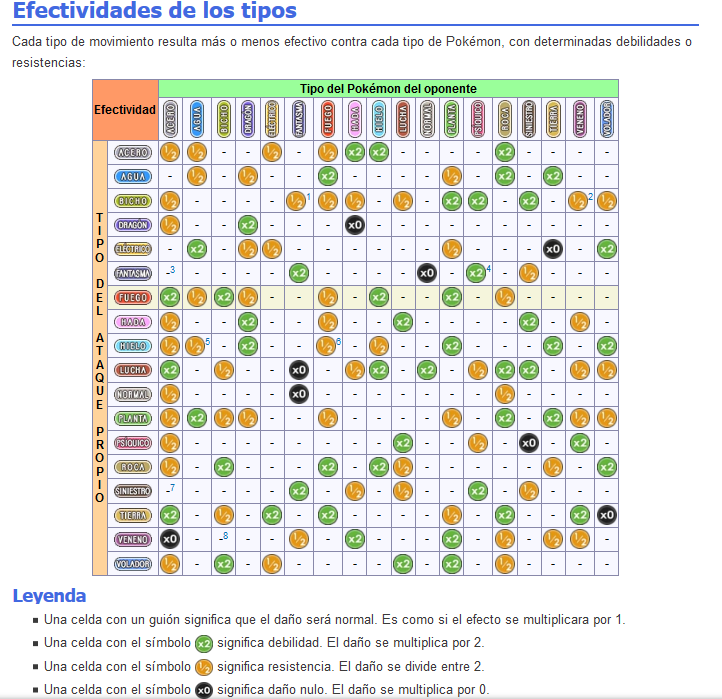 Efectividades de los tipos
Cada tipo de movimiento resulta más o menos efectivo contra cada tipo de Pokémon, con determinadas debilidades o
resistencias:
Efectividad Tipo del Pokémon del oponente
ACERO AGUA BICHO DRAGÓN ELÉCTRICO FANTASMA FUEGO HADA HIELO LUCHA NORMAL PLANTA PSÍQUICO ROCA SINIESTRO TIERRA VENENO VOLADOR
TIPO DEL ATAQUE PROPIO
ACERO ½ ½ - - ½ - ½ x2 x2 - - - - x2 - - - -
AGUA - ½ - ½ - - x2 - - - - ½ - x2 - x2 - -
BICHO ½ - - - - ½1 ½ ½ - ½ - x2 x2 - x2 - ½2 ½
DRAGÓN ½ - - x2 - - - x0 - - - - - - - - - -
ELÉCTRICO - x2 - ½ ½ - - - - - - ½ - - - x0 - x2
FANTASMA -3 - - - - x2 - - - - x0 - x24 - ½ - - -
FUEGO x2 ½ x2 ½ - - ½ - x2 - - x2 - ½ - - - -
HADA ½ - - x2 - - ½ - - x2 - - - - x2 - ½ -
HIELO ½ ½5 - x2 - - ½6 - ½ - - x2 - - - x2 - x2
LUCHA x2 - ½ - - x0 - ½ x2 - x2 - ½ x2 x2 - ½ ½
NORMAL ½ - - - - x0 - - - - - - - ½ - - - -
PLANTA ½ x2 ½ ½ - - ½ - - - - ½ - x2 - x2 ½ ½
PSÍQUICO ½ - - - - - - - - x2 - - ½ - x0 - x2 -
ROCA ½ - x2 - - - x2 - x2 ½ - - - - - ½ - x2
SINIESTRO -7 - - - - x2 - ½ - ½ - - x2 - ½ - - -
TIERRA x2 - ½ - x2 - x2 - - - - ½ - x2 - - x2 x0
VENENO x0 - -8 - - ½ - x2 - - - x2 - ½ - ½ ½ -
VOLADOR ½ - x2 - ½ - - - - x2 - x2 - ½ - - - -
Leyenda
Una celda con un guión significa que el daño será normal. Es como si el efecto se multiplicara por 1.
Una celda con el símbolo x2 significa debilidad. El daño se multiplica por 2.
Una celda con el símbolo ½ significa resistencia. El daño se divide entre 2.
Una celda con el símbolo x0 significa daño nulo. El daño se multiplica por 0.